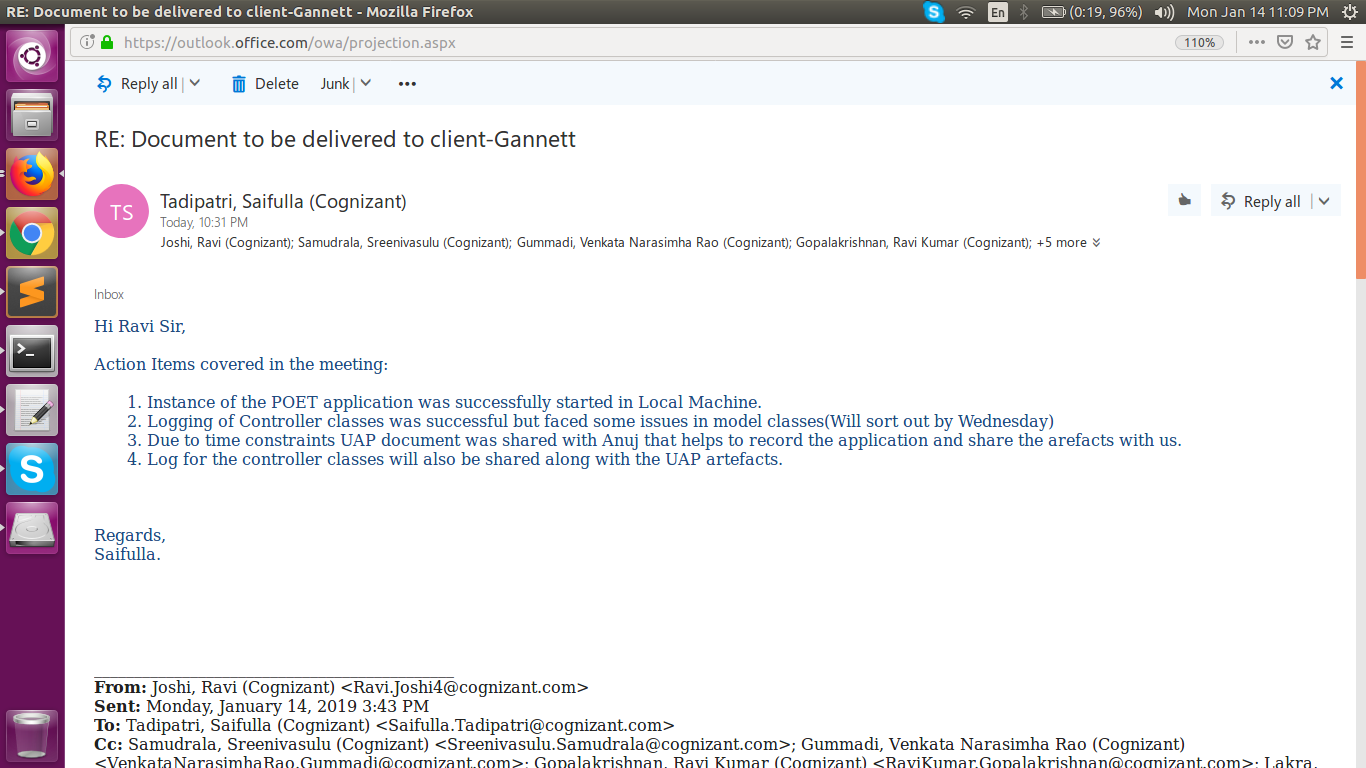 RE: Document to be delivered to client-Gannett - Mozilla Firefox
En
(0:19, 96%)
Mon Jan 14 11:09 PM
https://outlook.office.com/owa/projection.aspx
110%
Reply all
Delete
Junk
RE: Document to be delivered to client-Gannett
TS
Tadipatri, Saifulla (Cognizant)
Today, 10:31 PM
Joshi, Ravi (Cognizant); Samudrala, Sreenivasulu (Cognizant); Gummadi, Venkata Narasimha Rao (Cognizant); Gopalakrishnan, Ravi Kumar (Cognizant); +5 more
Reply all
Inbox
Hi Ravi Sir,
Action Items covered in the meeting:
1. Instance of the POET application was successfully started in Local Machine.
2. Logging of Controller classes was successful but faced some issues in model classes(Will sort out by Wednesday)
3. Due to time constraints UAP document was shared with Anuj that helps to record the application and share the arefacts with us.
4. Log for the controller classes will also be shared along with the UAP artefacts.
Regards,
Saifulla.
From: Joshi, Ravi (Cognizant) <Ravi.Joshi4@cognizant.com>
Sent: Monday, January 14, 2019 3:43 PM
To: Tadipatri, Saifulla (Cognizant) <Saifulla.Tadipatri@cognizant.com>
Cc: Samudrala, Sreenivasulu (Cognizant) <Sreenivasulu.Samudrala@cognizant.com>; Gummadi, Venkata Narasimha Rao (Cognizant)
<VenkataNarasimhaRao.Gummadi@cognizant.com>; Gopalakrishnan, Ravi Kumar (Cognizant) <RaviKumar.Gopalakrishnan@cognizant.com>; Lakra,